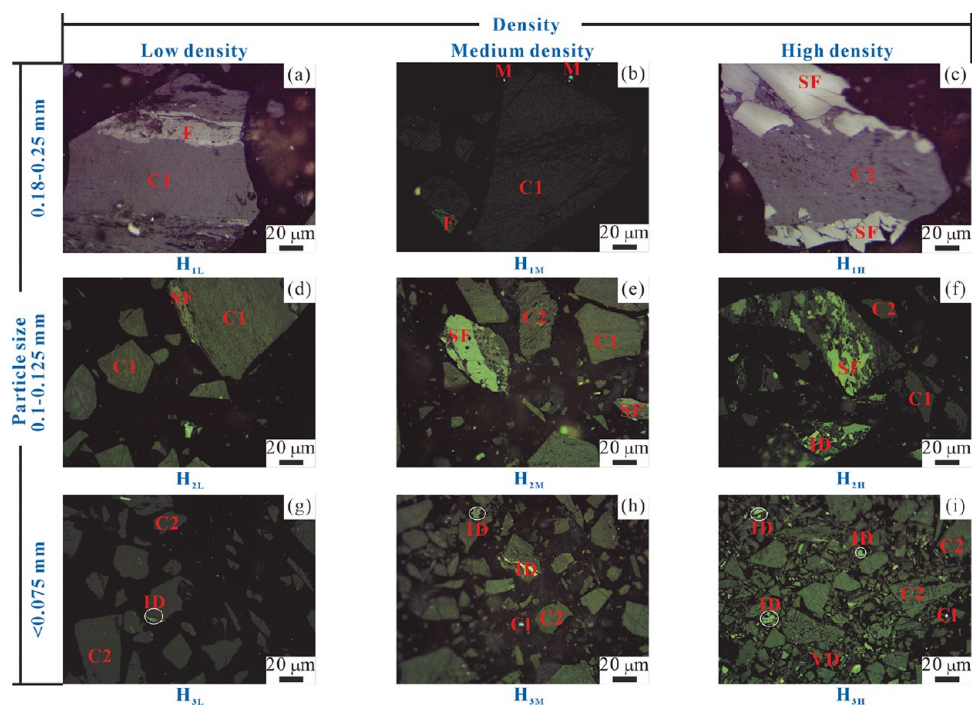 Density
Low density
Medium density
High density
Particle size
0.18-0.25 mm
(a)
F
C1
20 μm
H1L
(b)
M
M
C1
F
20 μm
H1M
(c)
SF
C2
SF
20 μm
H1H
0.1-0.125 mm
(d)
SF
C1
C1
20 μm
H2L
(e)
C2
SF
C1
SF
20 μm
H2M
(f)
C2
SF
C1
ID
20 μm
H2H
<0.075 mm
(g)
C2
ID
C2
20 μm
H3L
(h)
ID
ID
C1
C2
20 μm
H3M
(i)
ID
ID
C2
C2
ID
C1
VD
20 μm
H3H